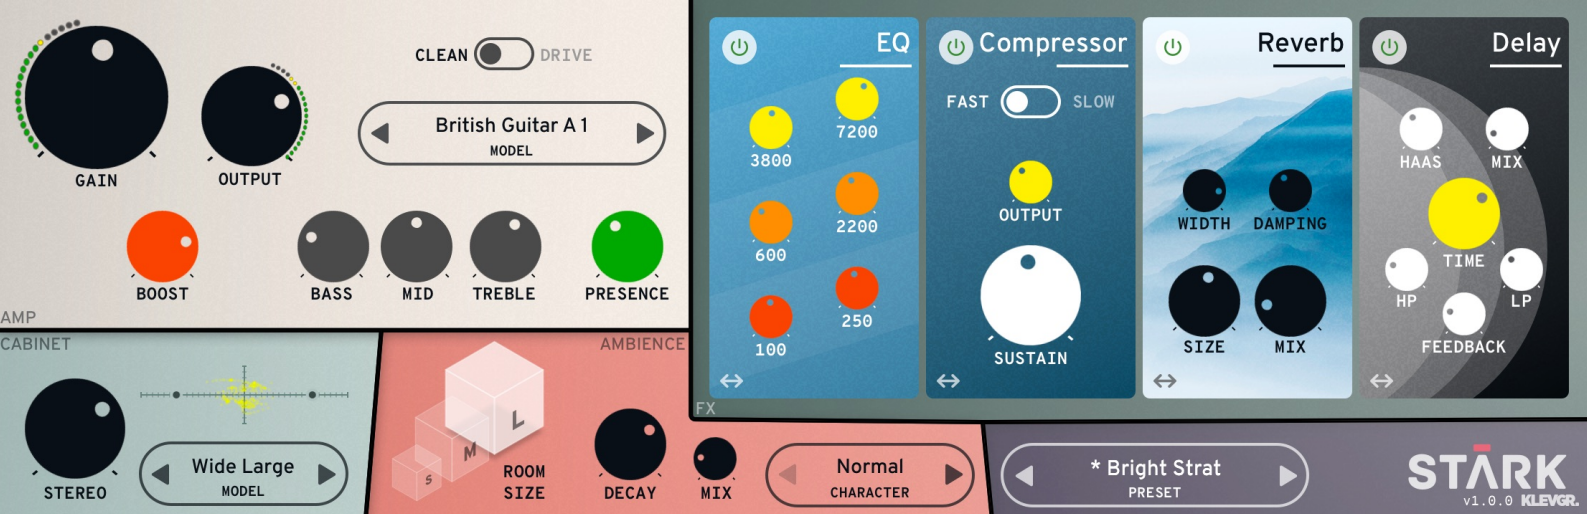 CLEAN DRIVE
British Guitar A 1
MODEL
GAIN
OUTPUT
BOOST
BASS
MID
TREBLE
PRESENCE
AMP
CABINET
STEREO
Wide Large
MODEL
AMBIENCE
S
M
L
ROOM
SIZE
DECAY
MIX
Normal
CHARACTER
EQ
7200
3800
2200
600
250
100
Compressor
FAST SLOW
OUTPUT
SUSTAIN
Reverb
WIDTH
DAMPING
SIZE
MIX
Delay
HAAS
MIX
TIME
HP
LP
FEEDBACK
FX
* Bright Strat
PRESET
STARK
v1.0.0 KLEVGR.